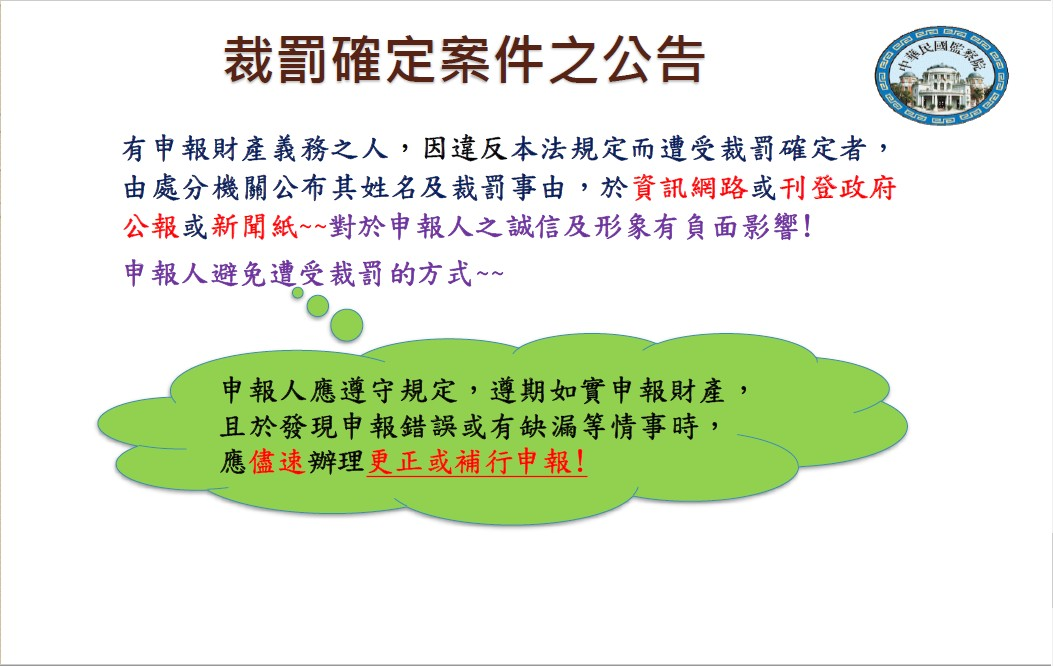 裁罰確定案件之公告
中華民國監察院
有申報財產義務之人，因違反本法規定而遭受裁罰確定者，
由處分機關公布其姓名及裁罰事由，於資訊網路或刊登政府
公報或新聞紙~~對於申報人之誠信及形象有負面影響!
申報人避免遭受裁罰的方式~~
申報人應遵守規定，遵期如實申報財產，
且於發現申報錯誤或有缺漏等情事時，
應儘速辦理更正或補行申報!